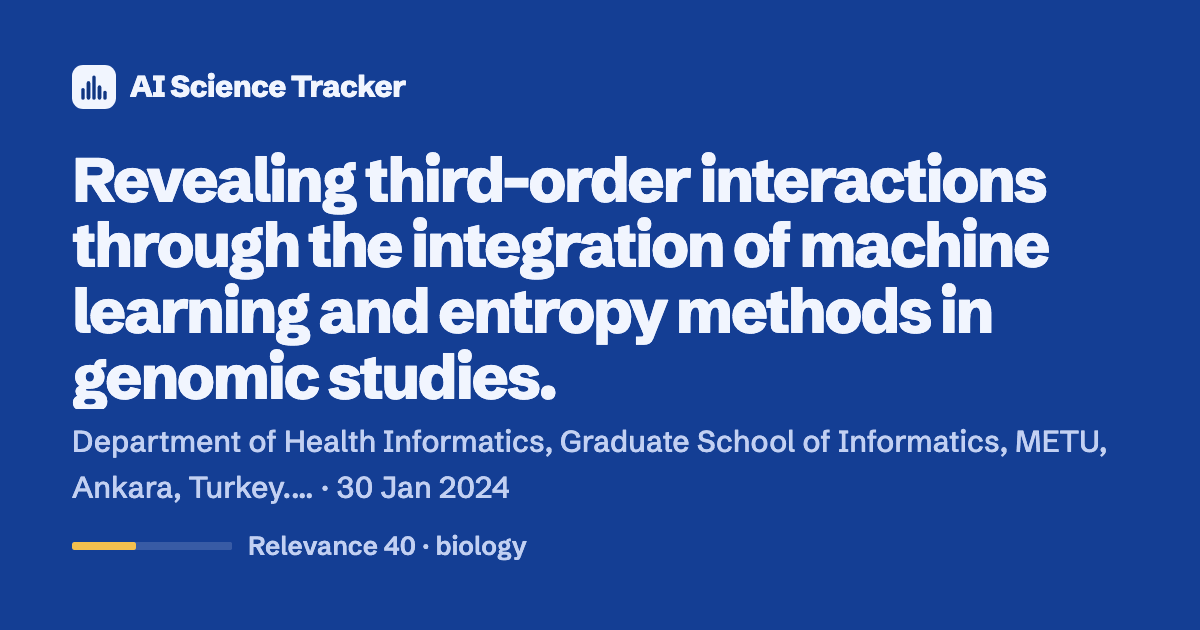 AI Science Tracker
Revealing third-order interactions
through the integration of machine
learning and entropy methods in
genomic studies.
Department of Health Informatics, Graduate School of Informatics, METU,
Ankara, Turkey.… · 30 Jan 2024
Relevance 40 · biology